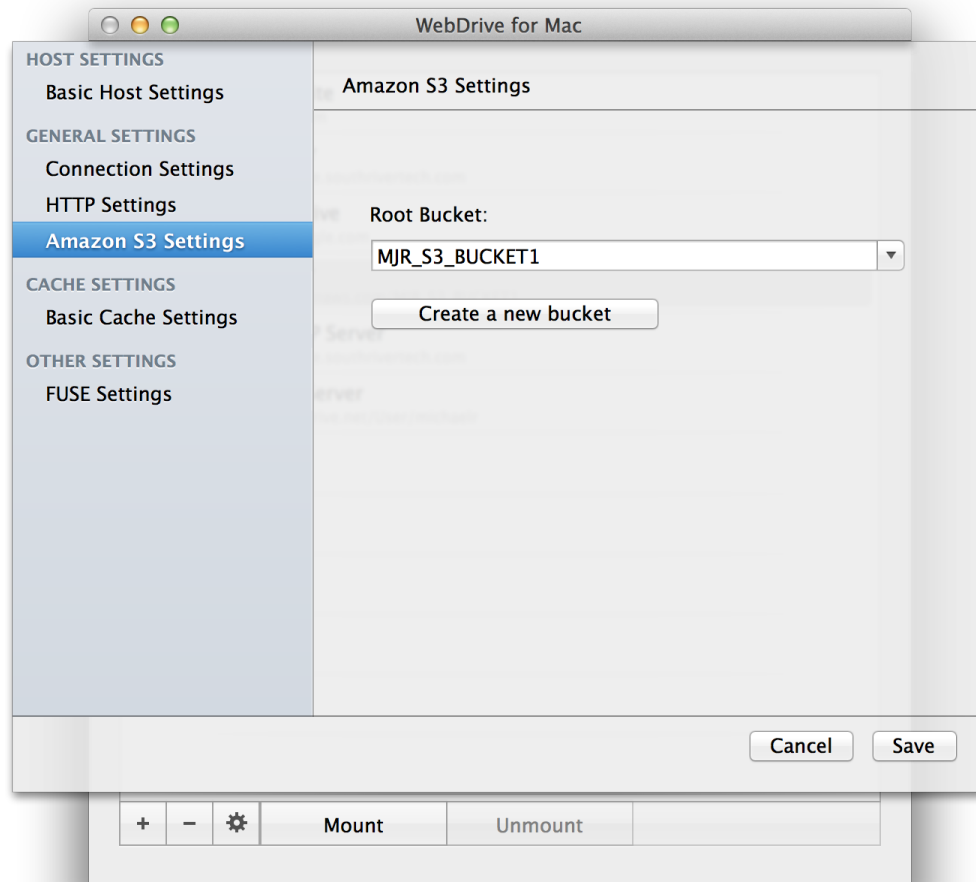 WebDrive for Mac
HOST SETTINGS
Basic Host Settings
GENERAL SETTINGS
Connection Settings
HTTP Settings
Amazon S3 Settings
CACHE SETTINGS
Basic Cache Settings
OTHER SETTINGS
FUSE Settings
Amazon S3 Settings
Root Bucket:
MJR_S3_BUCKET1
Create a new bucket
P Server
Cancel
Save
+ −
Mount
Unmount